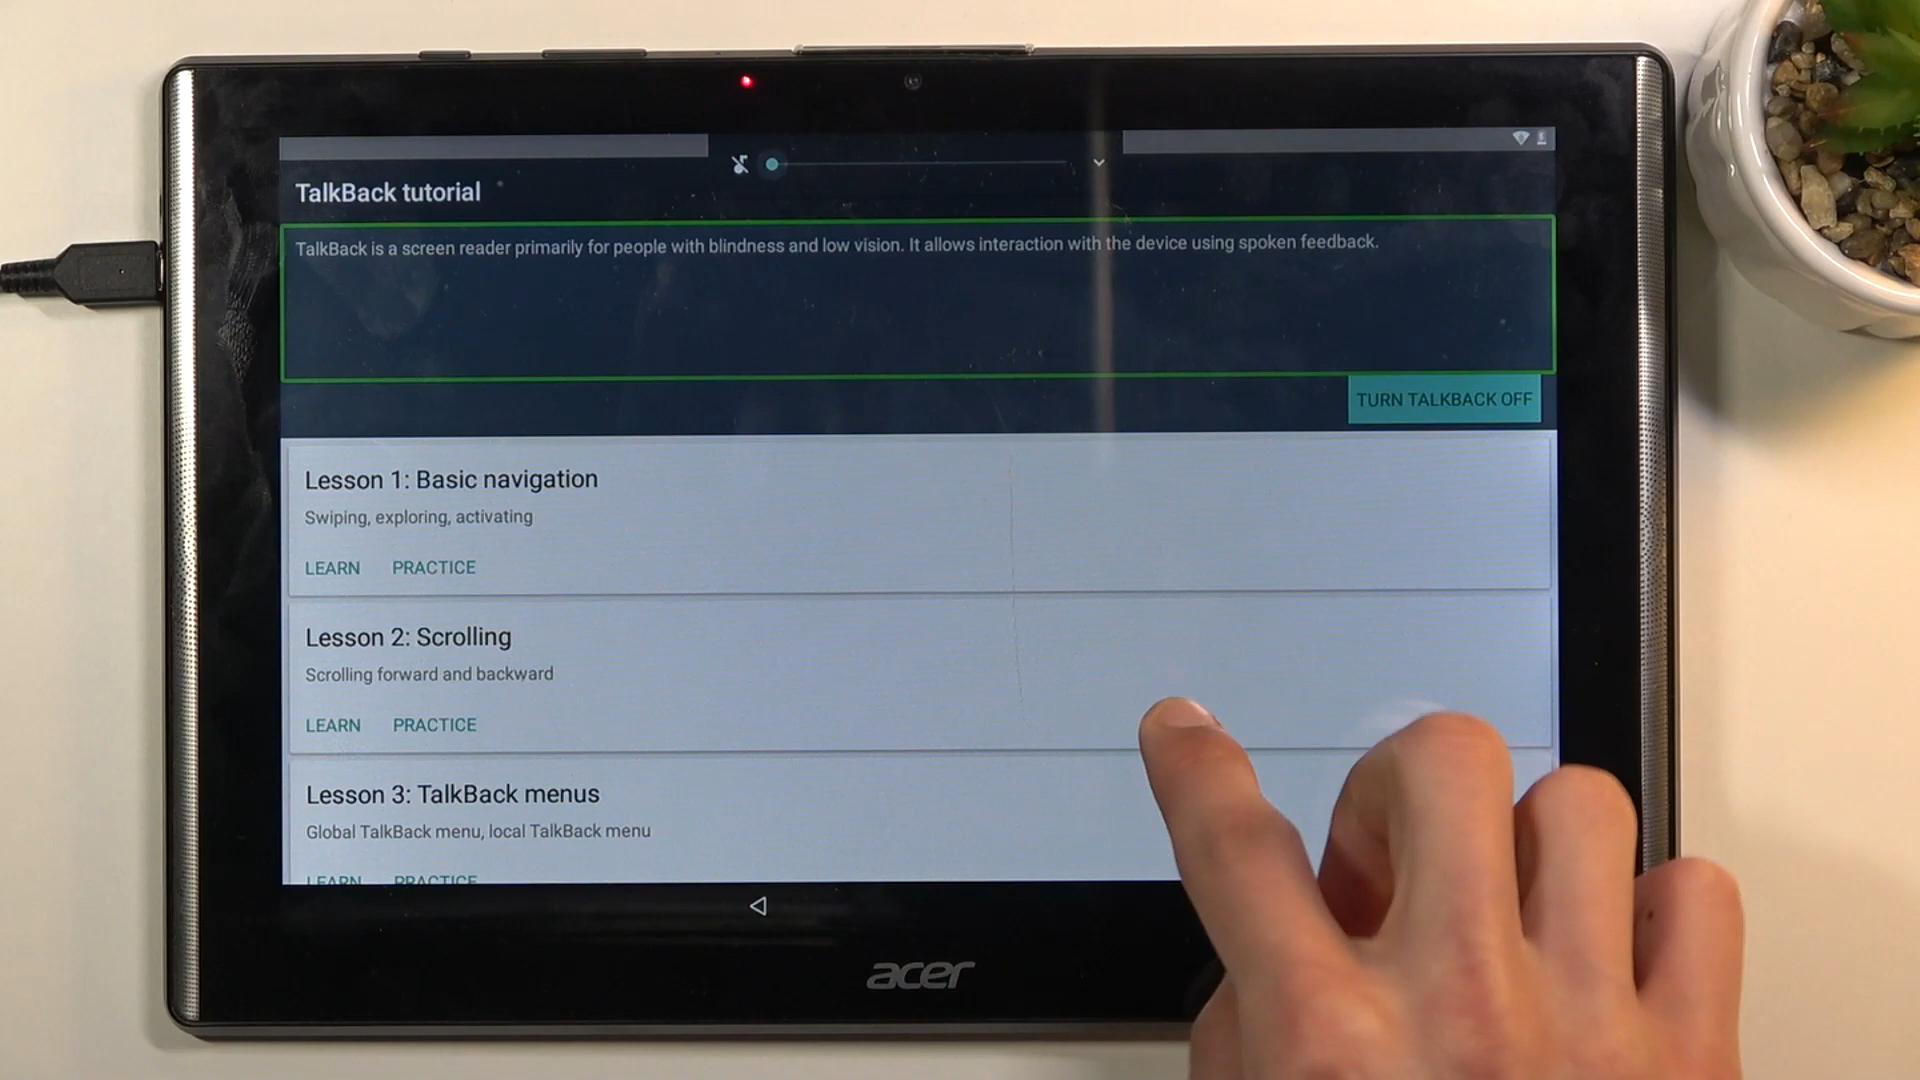 TalkBack tutorial
TalkBack is a screen reader primarily for people with blindness and low vision. It allows interaction with the device using spoken feedback.
TURN TALKBACK OFF
Lesson 1: Basic navigation
Swiping, exploring, activating
LEARN PRACTICE
Lesson 2: Scrolling
Scrolling forward and backward
LEARN PRACTICE
Lesson 3: TalkBack menus
Global TalkBack menu, local TalkBack menu
LEARN PRACTICE
acer